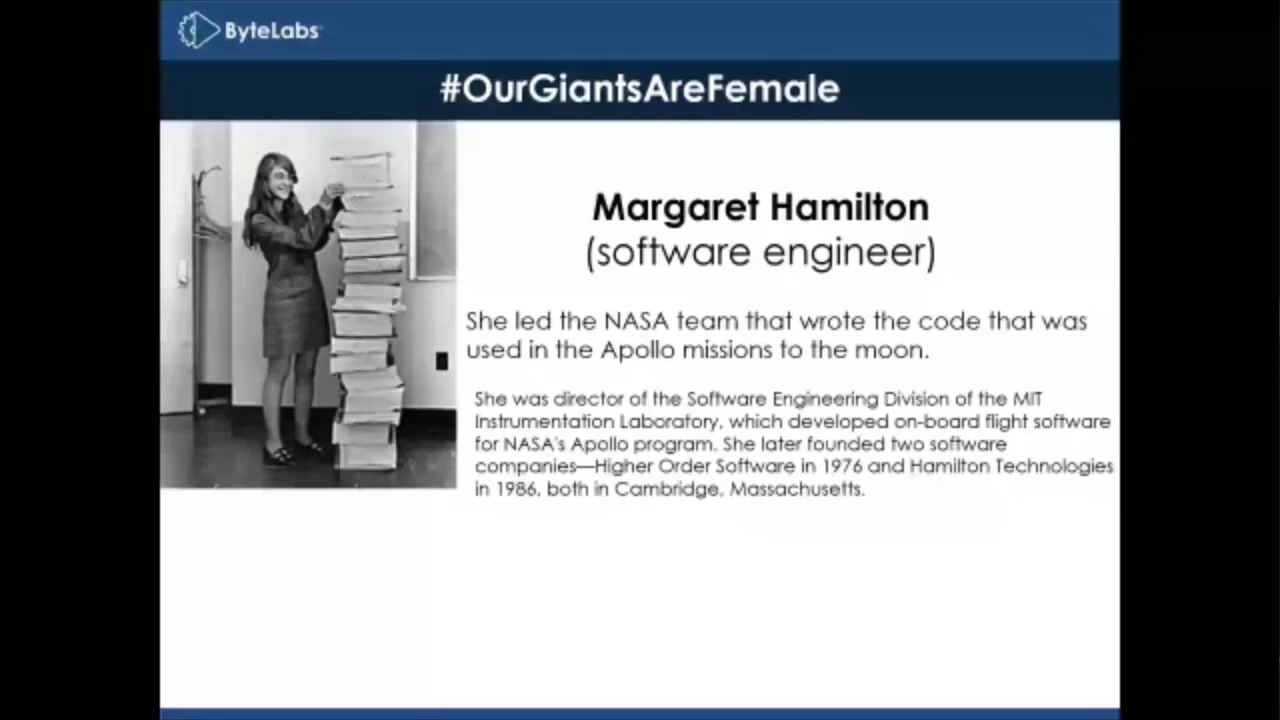 ByteLabs
#OurGiantsAreFemale
Margaret Hamilton
(software engineer)
She led the NASA team that wrote the code that was
used in the Apollo missions to the moon.
She was director of the Software Engineering Division of the MIT
Instrumentation Laboratory, which developed on-board flight software
for NASA's Apollo program. She later founded two software
companies—Higher Order Software in 1976 and Hamilton Technologies
in 1986, both in Cambridge, Massachusetts.